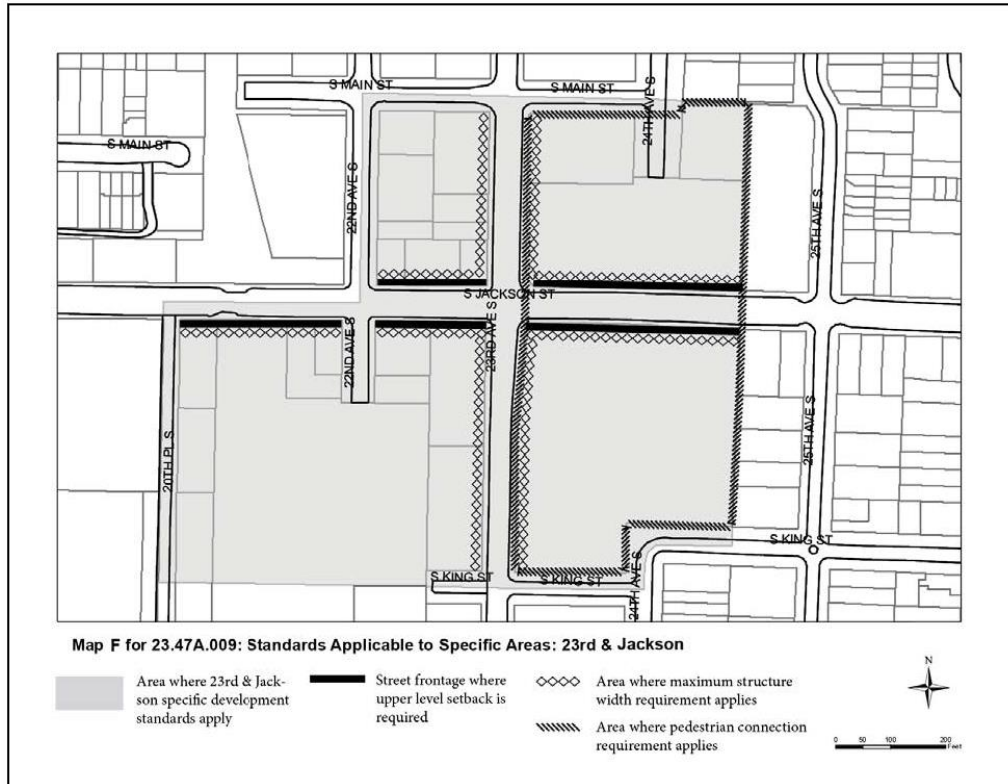 S MAIN ST
S MAIN ST
S MAIN ST
24TH AVE S
22ND AVE S
25TH AVE S
S JACKSON ST
22ND AVE S
23RD AVE S
20TH PL S
25TH AVE S
S KING ST
S KING ST
S KING ST
24TH AVE S
Map F for 23.47A.009: Standards Applicable to Specific Areas: 23rd & Jackson
Area where 23rd & Jack-
son specific development
standards apply
Street frontage where
upper level setback is
required
Area where maximum structure
width requirement applies
Area where pedestrian connection
requirement applies
N
0 50 100 200
Feet